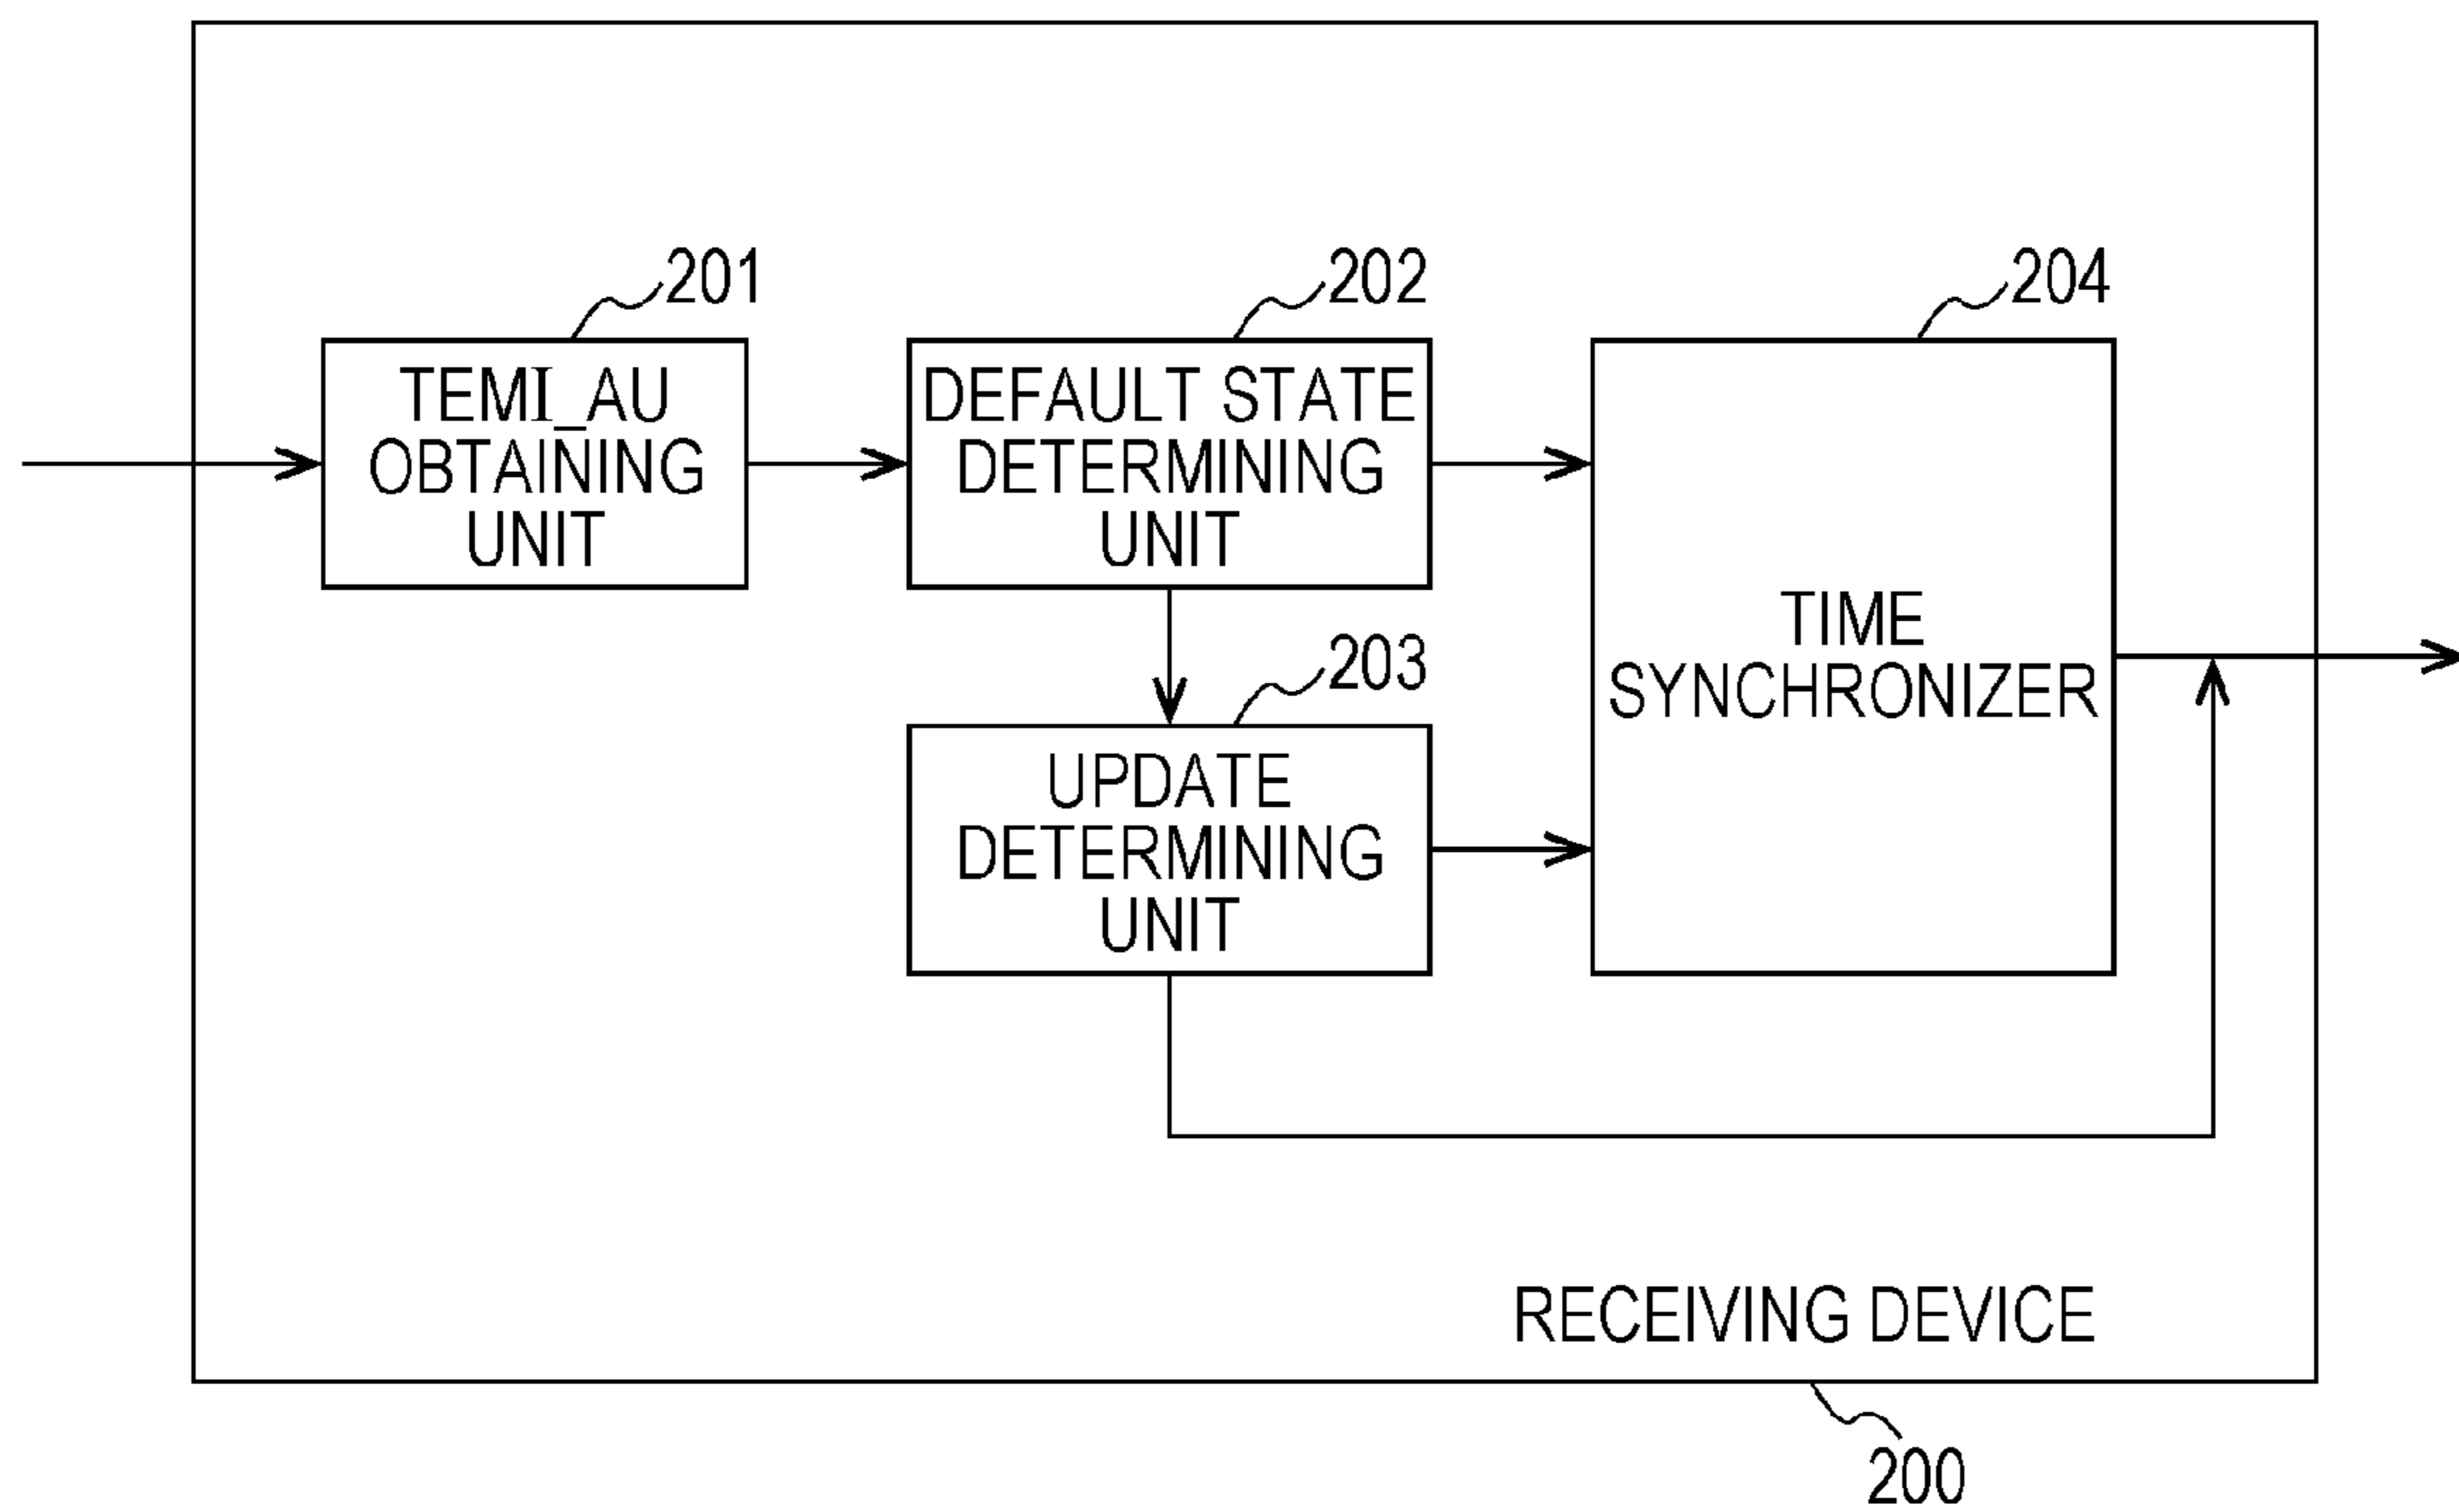 201
TEMI_AU
OBTAINING
UNIT
202
DEFAULT STATE
DETERMINING
UNIT
204
TIME
SYNCHRONIZER
203
UPDATE
DETERMINING
UNIT
RECEIVING DEVICE
200